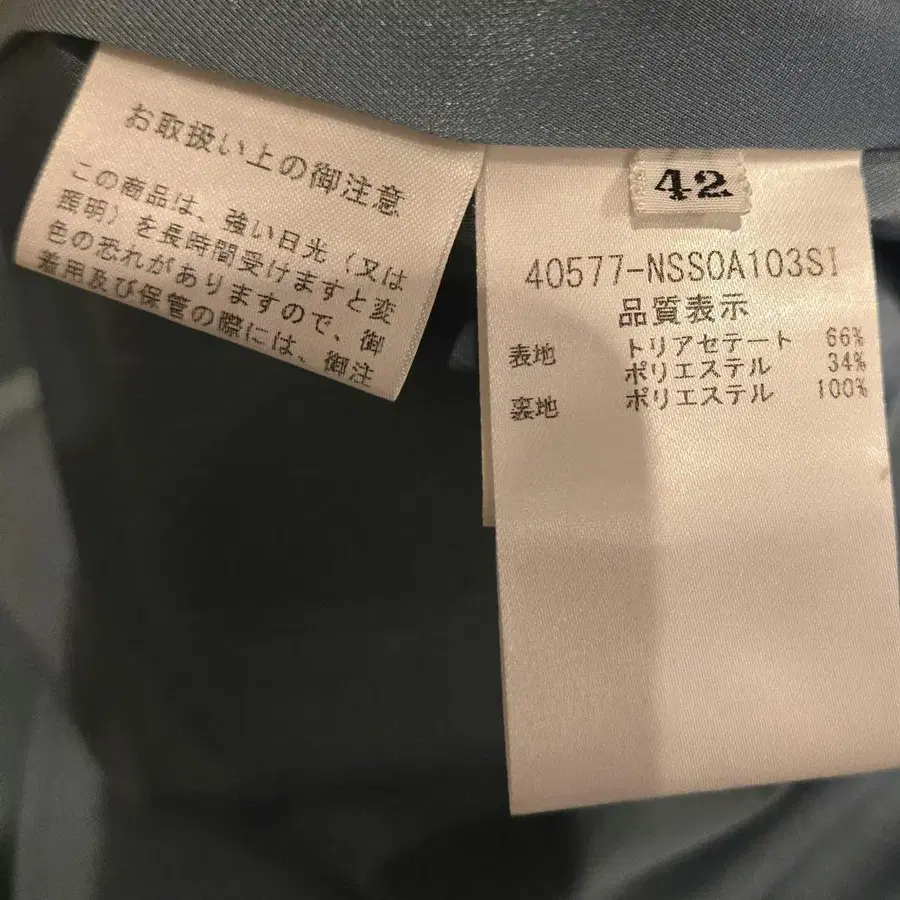 お取扱い上の御注意
この商品は、強い日光（又は
照明）を長時間受けますと変
色の恐れがありますので、御
着用及び保管の際には、御注
42
40577-NSSOA103SI
品質表示
表地 トリアセテート 66%
ポリエステル 34%
裏地 ポリエステル 100%